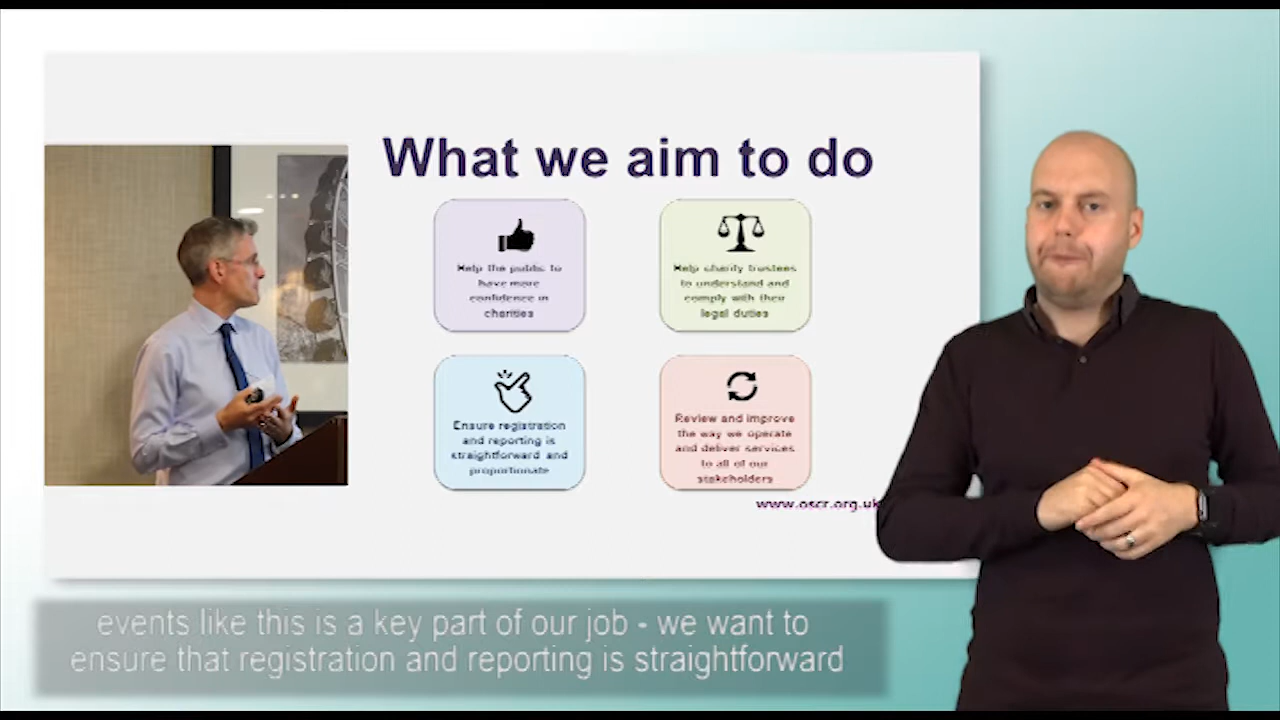 What we aim to do
Help the public to
have more
confidence in
charities
Help charity trustees
to understand and
comply with their
legal duties
Ensure registration
and reporting is
straightforward and
proportionate
Review and improve
the way we operate
and deliver services
to all of our
stakeholders
www.oscr.org.uk
events like this is a key part of our job - we want to
ensure that registration and reporting is straightforward